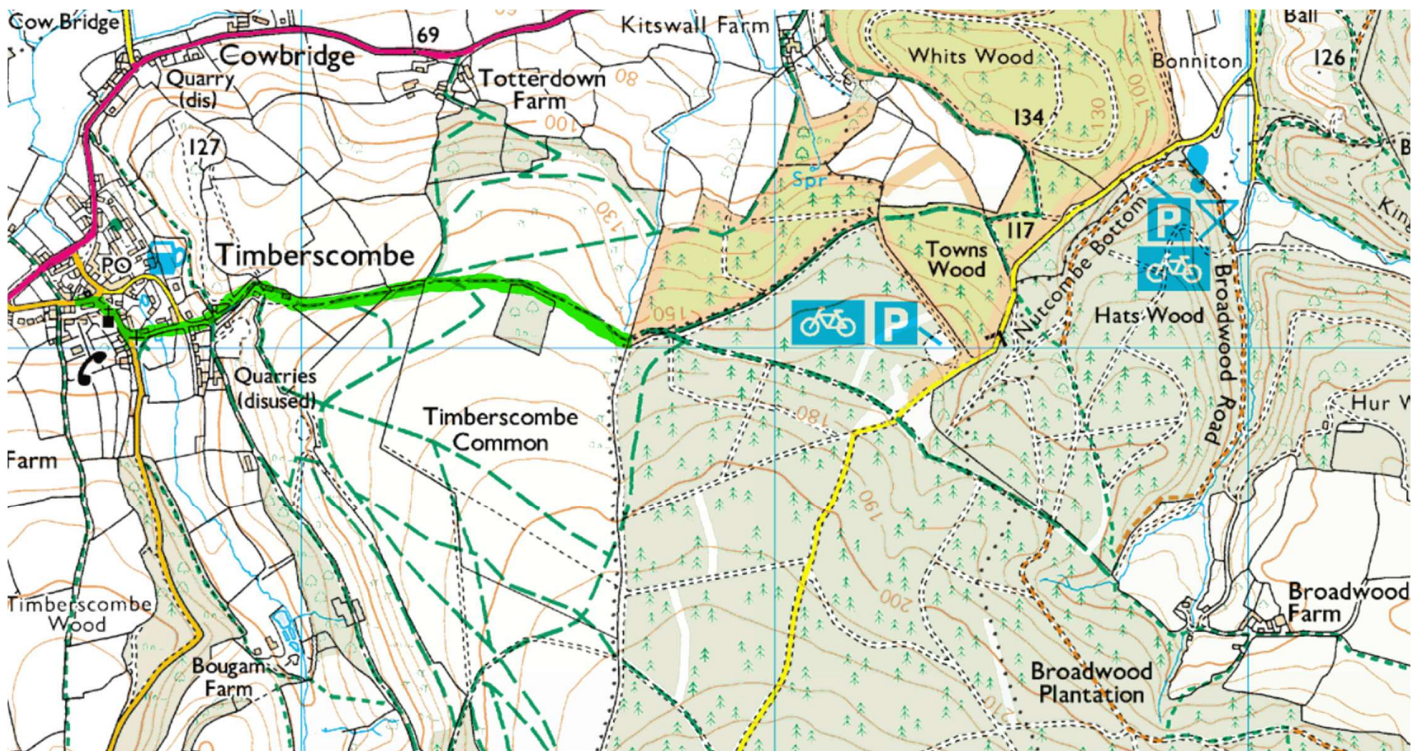 Cow Bridge
69
Kitswall Farm
Ball
Cowbridge
Whits Wood
Bonniton
126
Quarry
(dis)
Totterdown
Farm
80
100
100
130
134
127
Spr
130
Timberscombe
PO
Towns
Wood
117
Nutcombe Bottom
P
150
P
Hats Wood
Broadwood Road
Quarries
(disused)
Timberscombe
Common
180
Hur W
Farm
190
Timberscombe
Wood
200
Broadwood
Farm
Bougam
Farm
Broadwood
Plantation